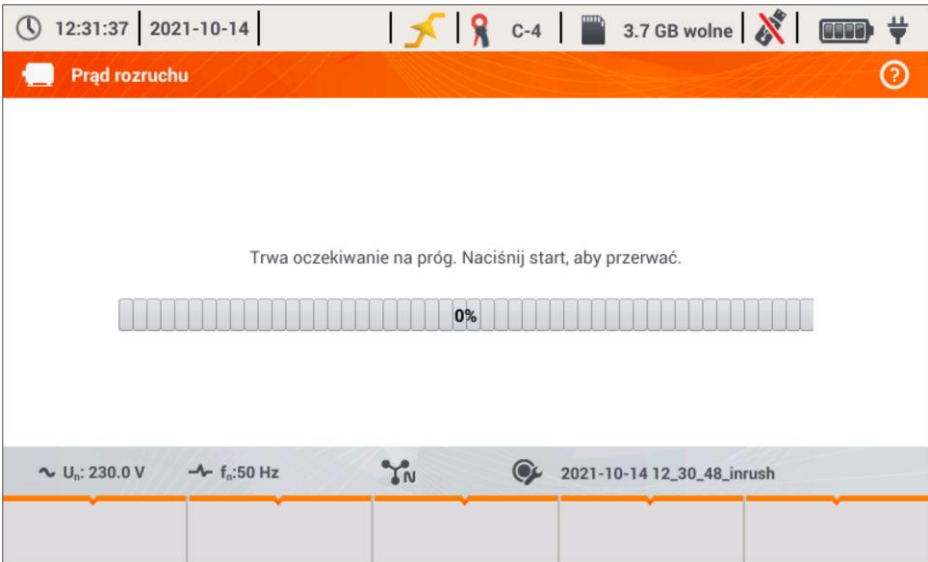 12:31:37 2021-10-14 C-4 3.7 GB wolne
Prąd rozruchu ?
Trwa oczekiwanie na próg. Naciśnij start, aby przerwać.
0%
Uₙ: 230.0 V fₙ:50 Hz N 2021-10-14 12_30_48_inrush